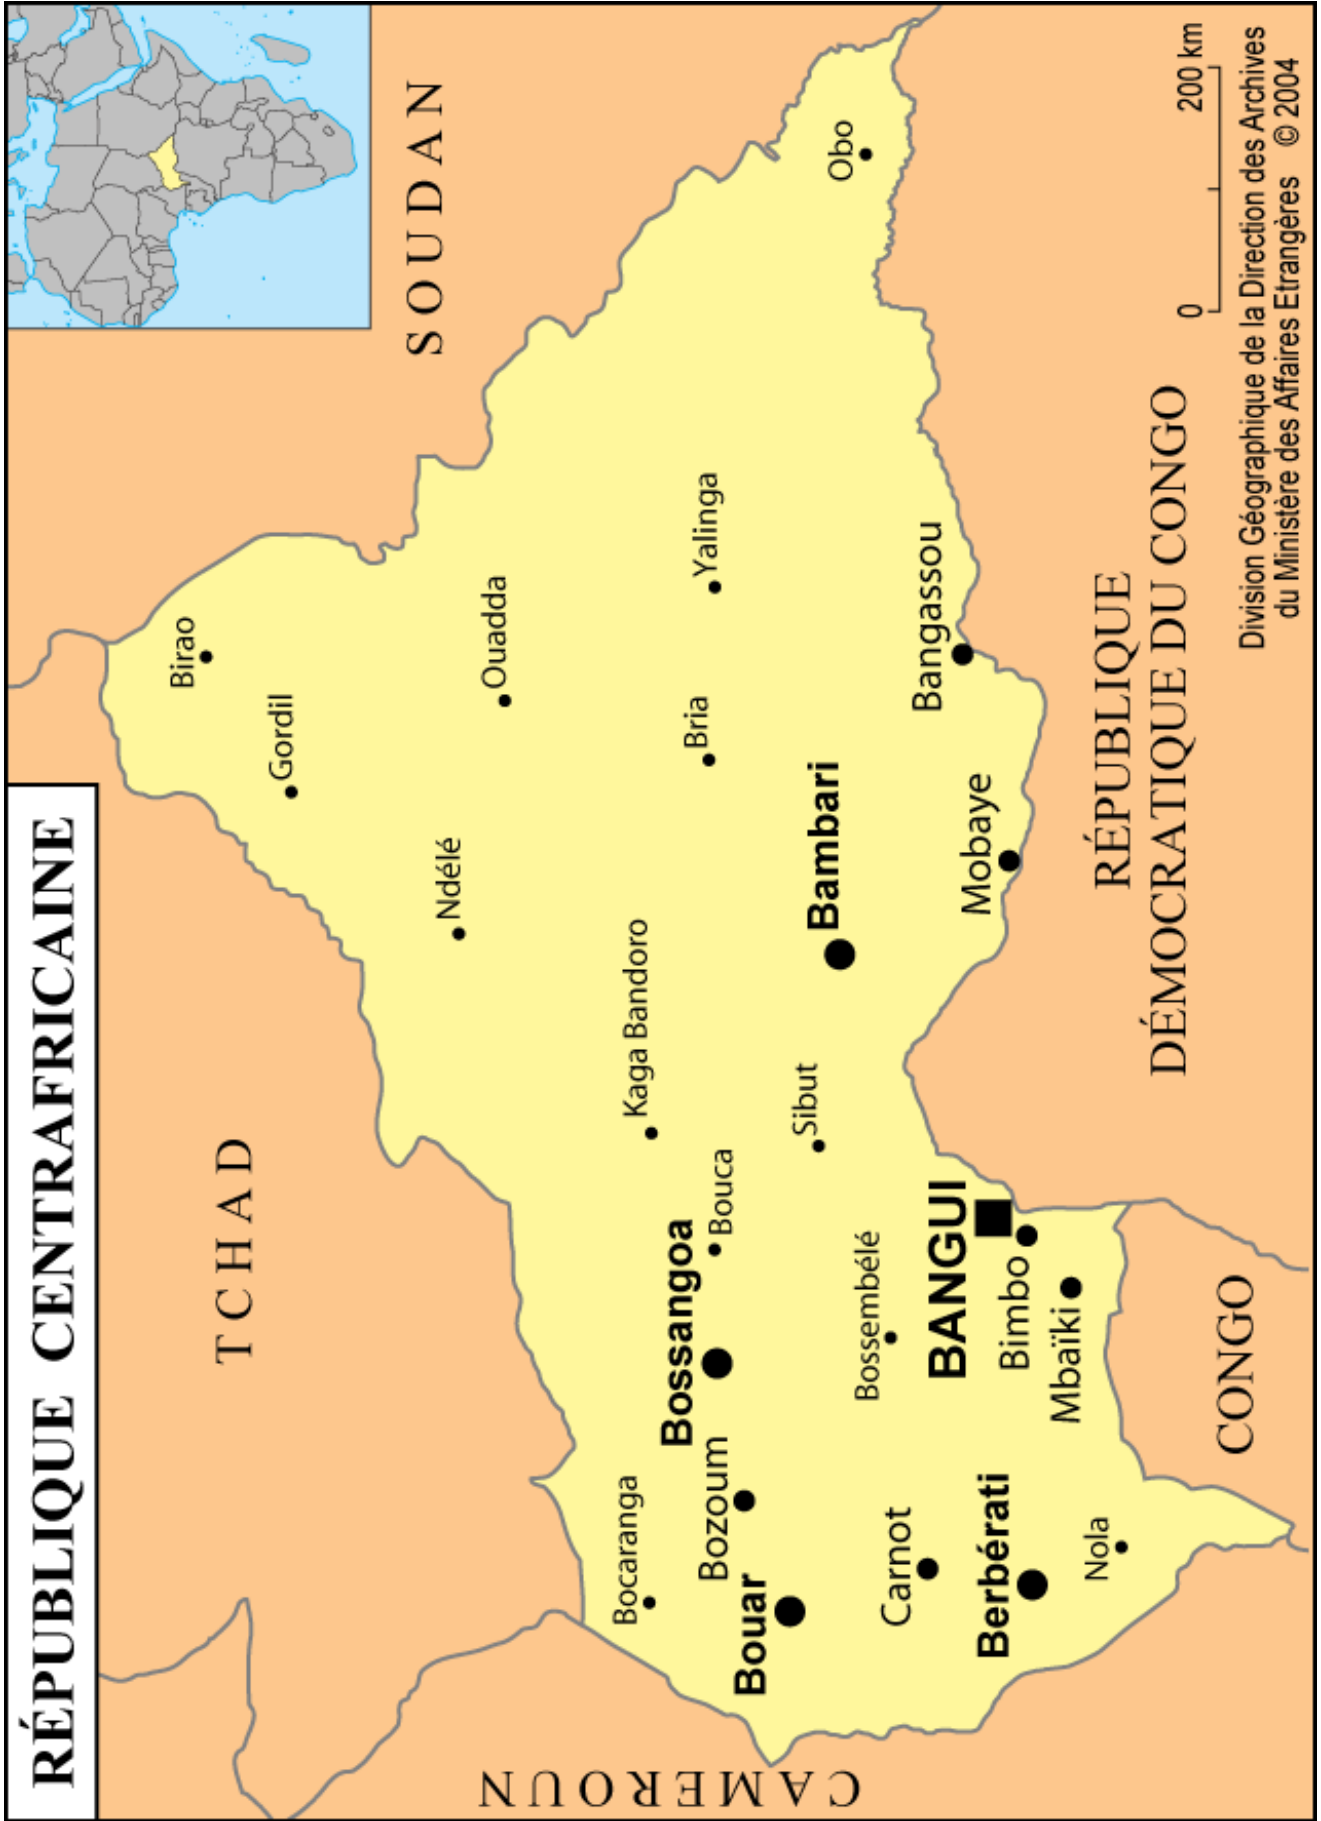 RÉPUBLIQUE CENTRAFRICAINE
TCHAD
SOUDAN
CAMEROUN
CONGO
RÉPUBLIQUE
DÉMOCRATIQUE DU CONGO
Birao
Gordil
Ndélé
Ouadda
Yalinga
Bria
Obo
Bangassou
Bambari
Mobaye
Kaga Bandoro
Sibut
Bouca
Bossangoa
Bossembélé
BANGUI
Bimbo
Mbaïki
Bocaranga
Bozoum
Bouar
Carnot
Berbérati
Nola
0 200 km
Division Géographique de la Direction des Archives
du Ministère des Affaires Etrangères © 2004